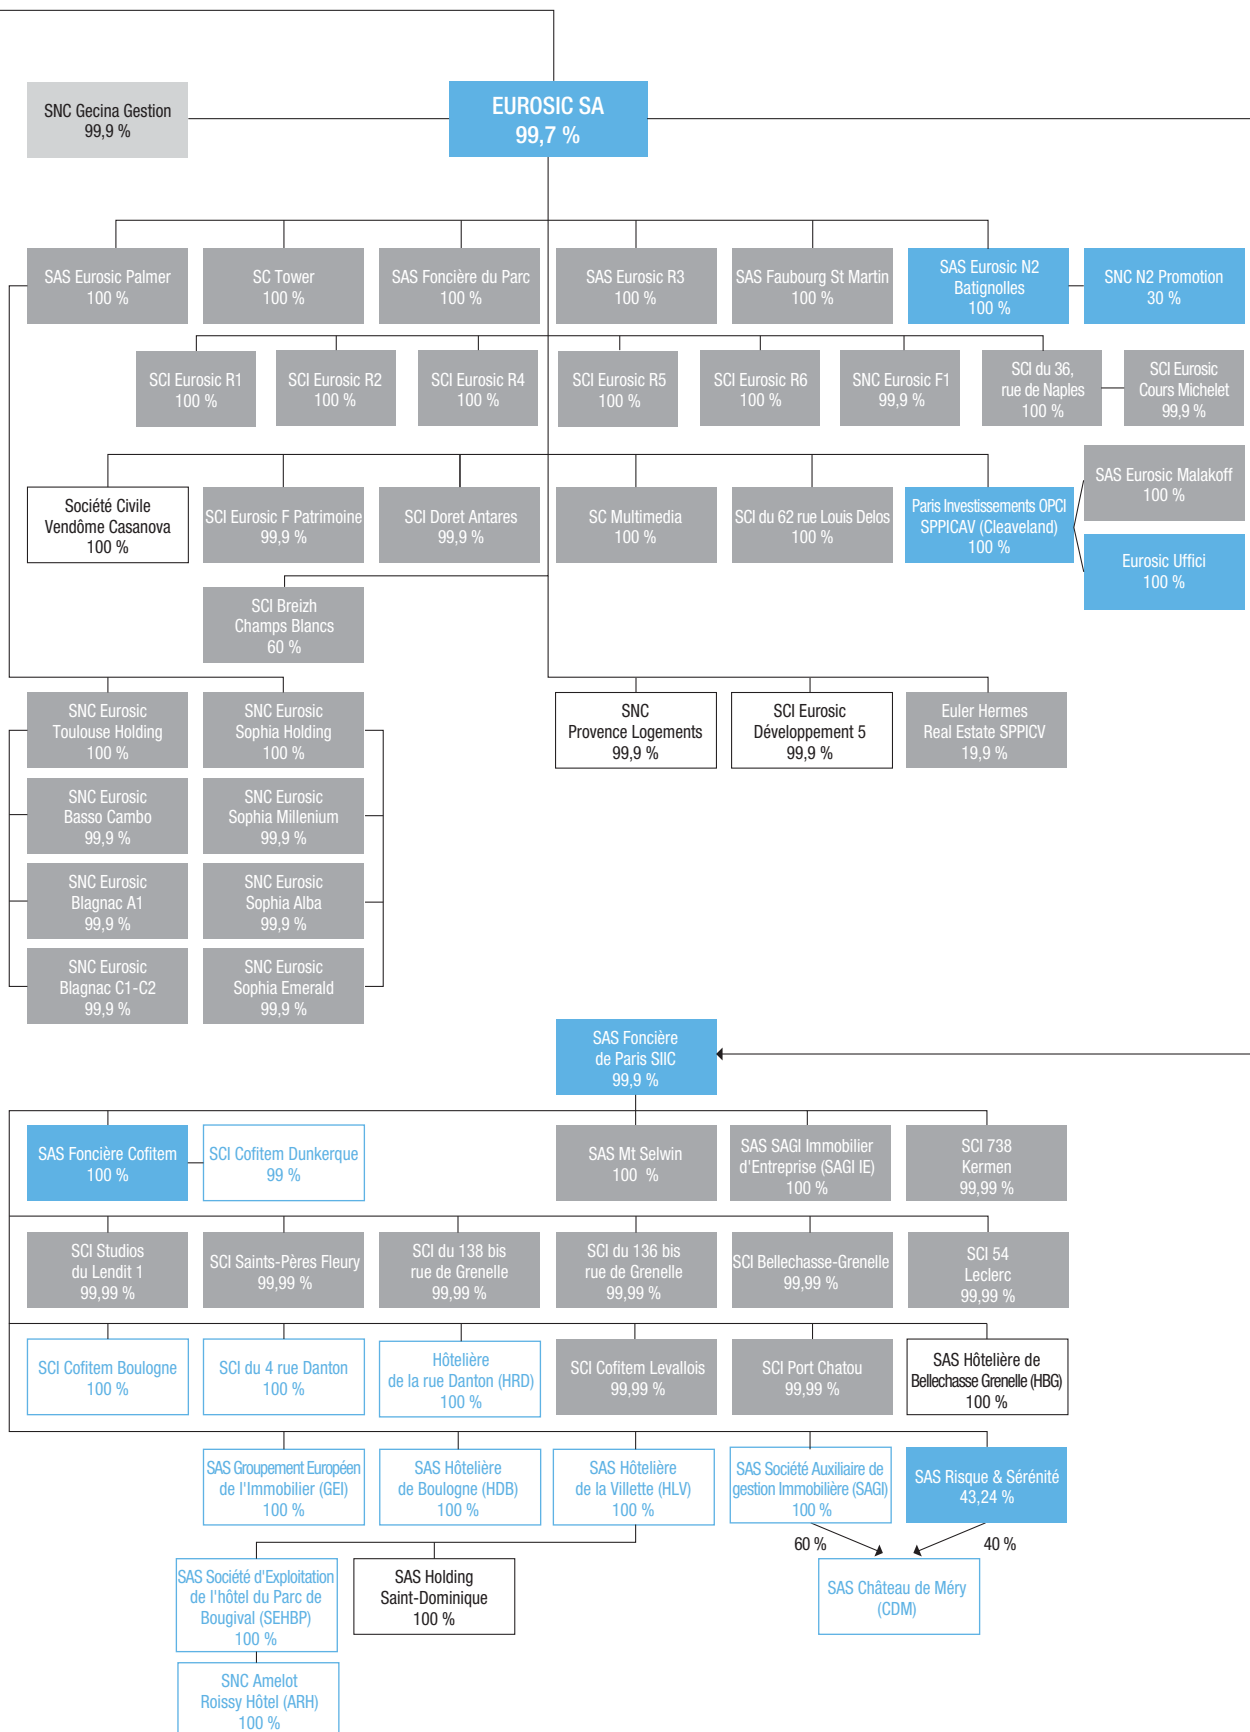 SNC Gecina Gestion
99,9 %
EUROSIC SA
99,7 %
SAS Eurosic Palmer
100 %
SC Tower
100 %
SAS Foncière du Parc
100 %
SAS Eurosic R3
100 %
SAS Faubourg St Martin
100 %
SAS Eurosic N2
Batignolles
100 %
SNC N2 Promotion
30 %
SCI Eurosic R1
100 %
SCI Eurosic R2
100 %
SCI Eurosic R4
100 %
SCI Eurosic R5
100 %
SCI Eurosic R6
100 %
SNC Eurosic F1
99,9 %
SCI du 36,
rue de Naples
100 %
SCI Eurosic
Cours Michelet
99,9 %
Société Civile
Vendôme Casanova
100 %
SCI Eurosic F Patrimoine
99,9 %
SCI Doret Antares
99,9 %
SC Multimedia
100 %
SCI du 62 rue Louis Delos
100 %
Paris Investissements OPCI
SPPICAV (Cleaveland)
100 %
SAS Eurosic Malakoff
100 %
Eurosic Uffici
100 %
SCI Breizh
Champs Blancs
60 %
SNC Eurosic
Toulouse Holding
100 %
SNC Eurosic
Sophia Holding
100 %
SNC
Provence Logements
99,9 %
SCI Eurosic
Développement 5
99,9 %
Euler Hermes
Real Estate SPPICV
19,9 %
SNC Eurosic
Basso Cambo
99,9 %
SNC Eurosic
Sophia Millenium
99,9 %
SNC Eurosic
Blagnac A1
99,9 %
SNC Eurosic
Sophia Alba
99,9 %
SNC Eurosic
Blagnac C1-C2
99,9 %
SNC Eurosic
Sophia Emerald
99,9 %
SAS Foncière
de Paris SIIC
99,9 %
SAS Foncière Cofitem
100 %
SCI Cofitem Dunkerque
99 %
SAS Mt Selwin
100 %
SAS SAGI Immobilier
d'Entreprise (SAGI IE)
100 %
SCI 738
Kermen
99,99 %
SCI Studios
du Lendit 1
99,99 %
SCI Saints-Pères Fleury
99,99 %
SCI du 138 bis
rue de Grenelle
99,99 %
SCI du 136 bis
rue de Grenelle
99,99 %
SCI Bellechasse-Grenelle
99,99 %
SCI 54
Leclerc
99,99 %
SCI Cofitem Boulogne
100 %
SCI du 4 rue Danton
100 %
Hôtelière
de la rue Danton (HRD)
100 %
SCI Cofitem Levallois
99,99 %
SCI Port Chatou
99,99 %
SAS Hôtelière de
Bellechasse Grenelle (HBG)
100 %
SAS Groupement Européen
de l'Immobilier (GEI)
100 %
SAS Hôtelière
de Boulogne (HDB)
100 %
SAS Hôtelière
de la Villette (HLV)
100 %
SAS Société Auxiliaire de
gestion Immobilière (SAGI)
100 %
SAS Risque & Sérénité
43,24 %
60 %
40 %
SAS Société d'Exploitation
de l'hôtel du Parc de
Bougival (SEHBP)
100 %
SAS Holding
Saint-Dominique
100 %
SAS Château de Méry
(CDM)
SNC Amelot
Roissy Hôtel (ARH)
100 %